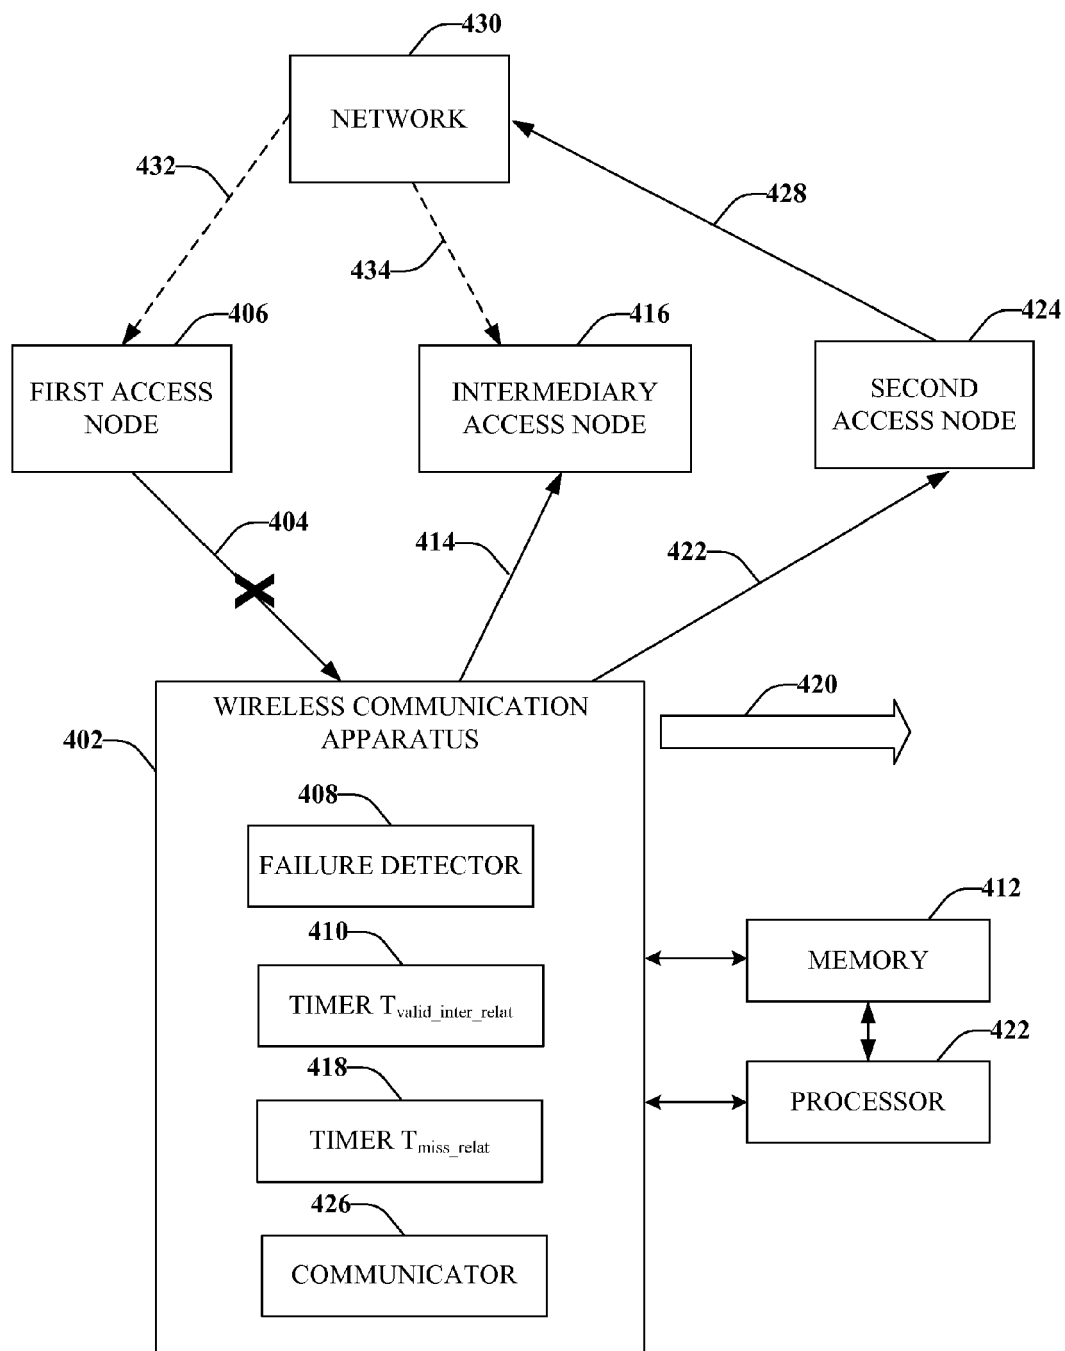 430
NETWORK
432
428
434
406
416
424
FIRST ACCESS
NODE
INTERMEDIARY
ACCESS NODE
SECOND
ACCESS NODE
404
414
422
WIRELESS COMMUNICATION
APPARATUS
420
402
408
FAILURE DETECTOR
412
MEMORY
410
TIMER Tvalid_inter_relat
422
PROCESSOR
418
TIMER Tmiss_relat
426
COMMUNICATOR